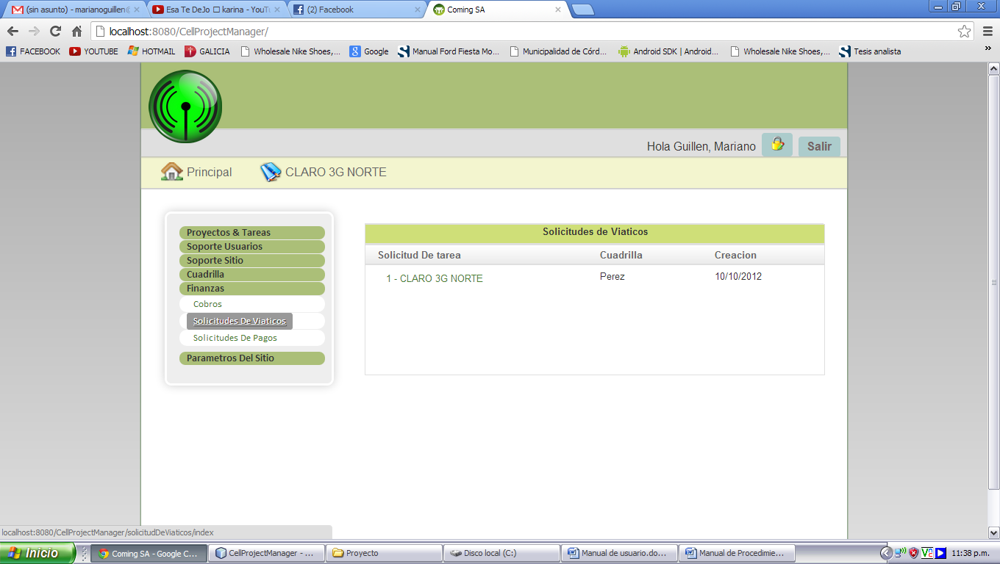 (sin asunto) - marianoguillen@
Esa Te DeJo □ karina - YouTu
(2) Facebook
Coming SA
localhost:8080/CellProjectManager/
FACEBOOK YOUTUBE HOTMAIL GALICIA Wholesale Nike Shoes,... Google Manual Ford Fiesta Mo... Municipalidad de Córd... Android SDK | Android... Wholesale Nike Shoes,... Tesis analista »
Hola Guillen, Mariano Salir
Principal CLARO 3G NORTE
Proyectos & Tareas
Soporte Usuarios
Soporte Sitio
Cuadrilla
Finanzas
Cobros
Solicitudes De Viaticos
Solicitudes De Pagos
Parametros Del Sitio
Solicitudes de Viaticos
Solicitud De tarea Cuadrilla Creacion
1 - CLARO 3G NORTE Perez 10/10/2012
localhost:8080/CellProjectManager/solicitudDeViaticos/index
Inicio Coming SA - Google C... CellProjectManager - ... Proyecto Disco local (C:) Manual de usuario.do... Manual de Procedimie... 11:38 p.m.